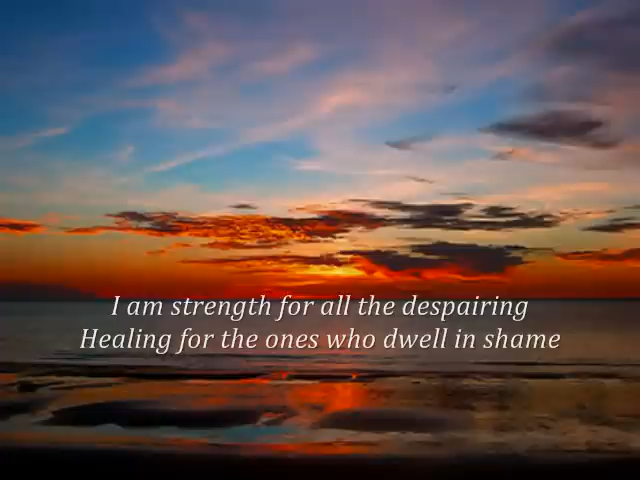 I am strength for all the despairing
Healing for the ones who dwell in shame